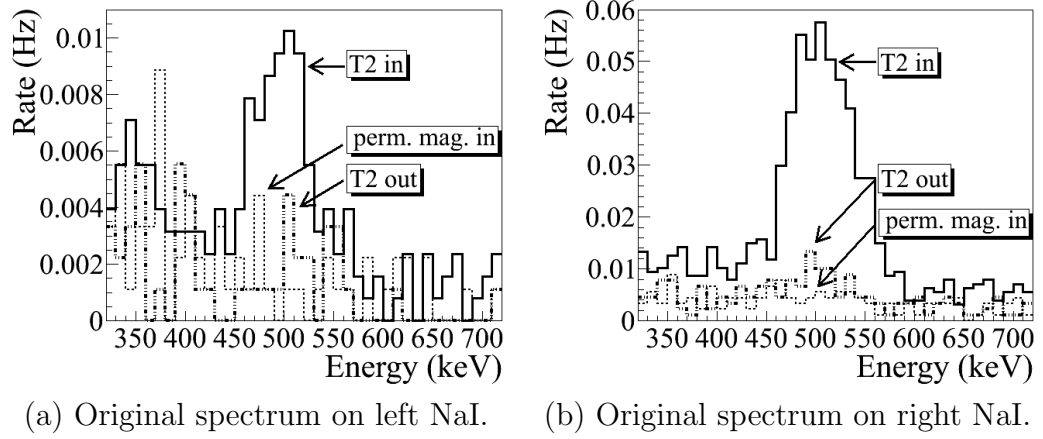 Rate (Hz)
0.01
0.008
0.006
0.004
0.002
0
T2 in
perm. mag. in
T2 out
350 400 450 500 550 600 650 700
Energy (keV)
(a) Original spectrum on left NaI.
Rate (Hz)
0.06
0.05
0.04
0.03
0.02
0.01
0
T2 in
T2 out
perm. mag. in
350 400 450 500 550 600 650 700
Energy (keV)
(b) Original spectrum on right NaI.